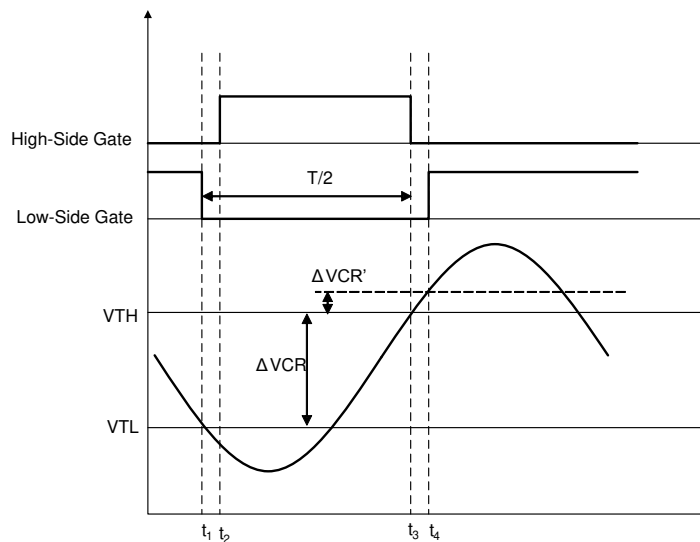 High-Side Gate
T/2
Low-Side Gate
ΔVCR’
VTH
ΔVCR
VTL
t1 t2 t3 t4